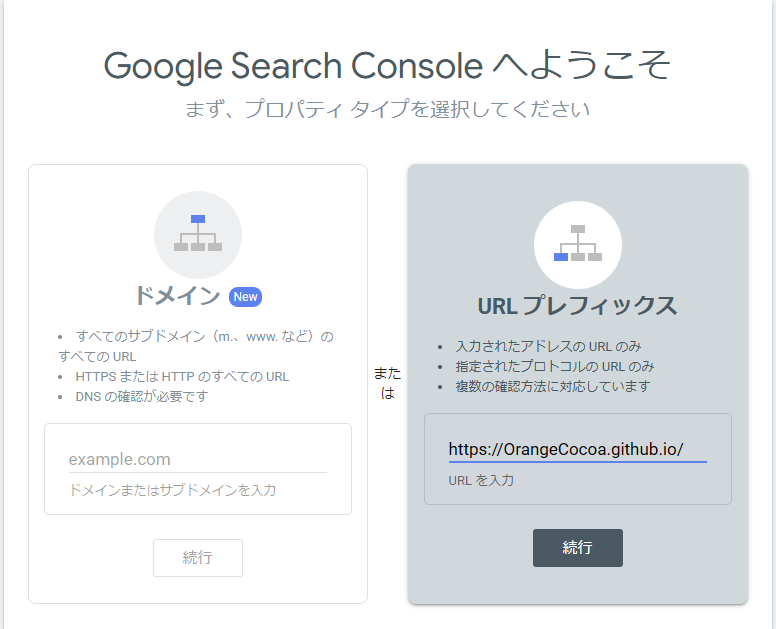 Google Search Console へようこそ
まず、プロパティ タイプを選択してください
ドメイン New
• すべてのサブドメイン（m.、www. など）の
すべての URL
• HTTPS または HTTP のすべての URL
• DNS の確認が必要です
example.com
ドメインまたはサブドメインを入力
続行
また
は
URL プレフィックス
• 入力されたアドレスの URL のみ
• 指定されたプロトコルの URL のみ
• 複数の確認方法に対応しています
https://OrangeCocoa.github.io/
URL を入力
続行